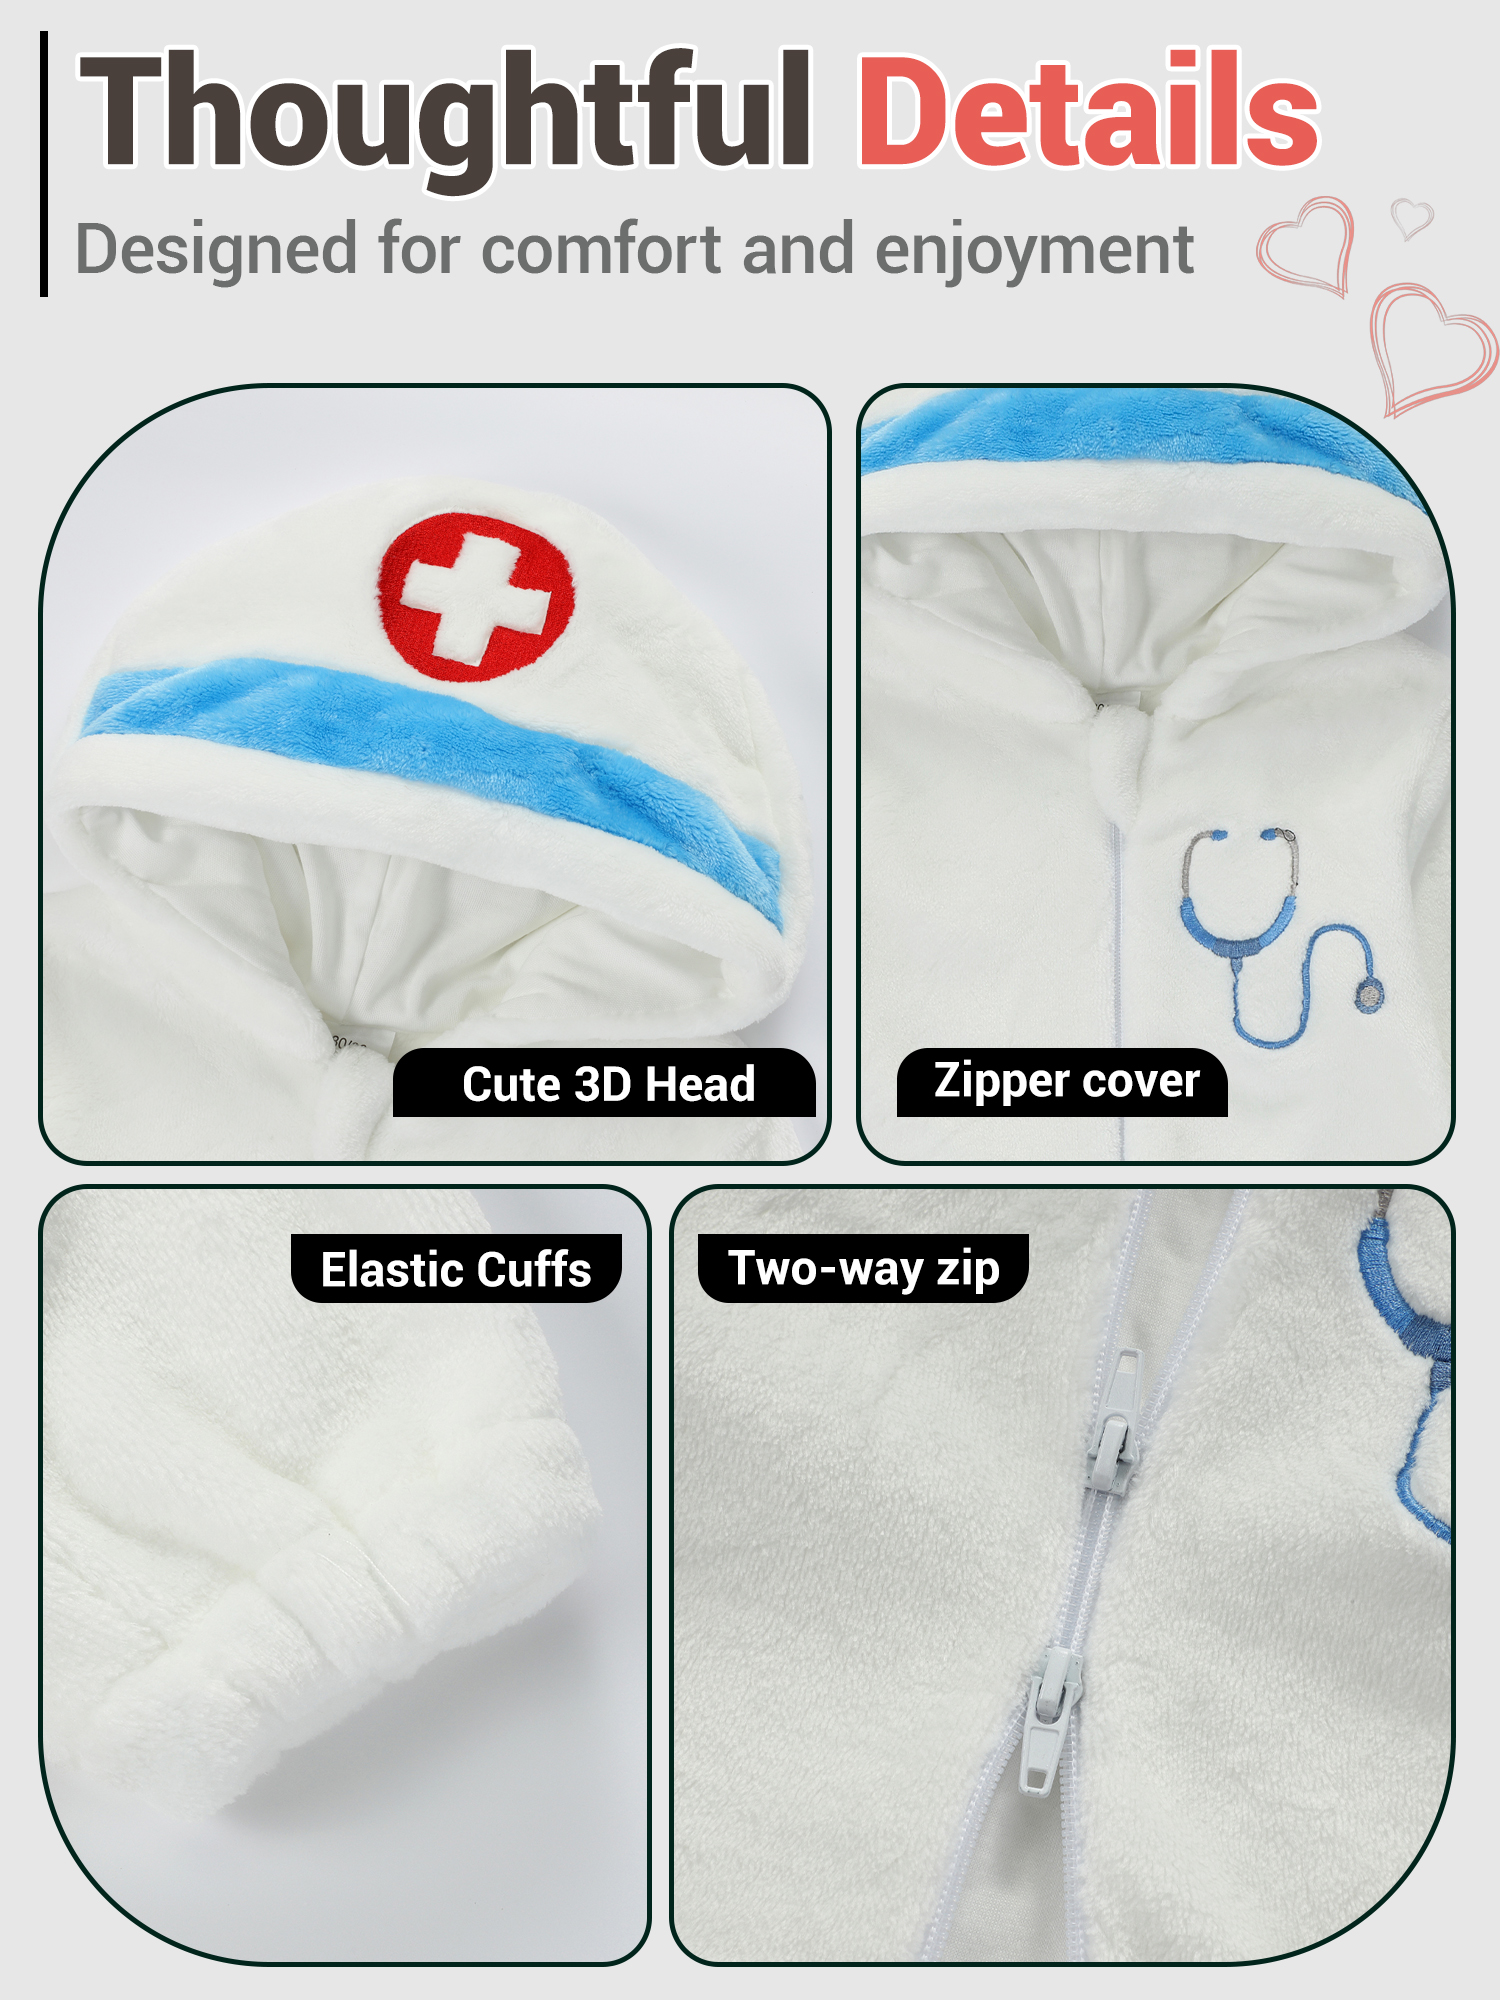 Thoughtful Details
Designed for comfort and enjoyment
Cute 3D Head
Zipper cover
Elastic Cuffs
Two-way zip